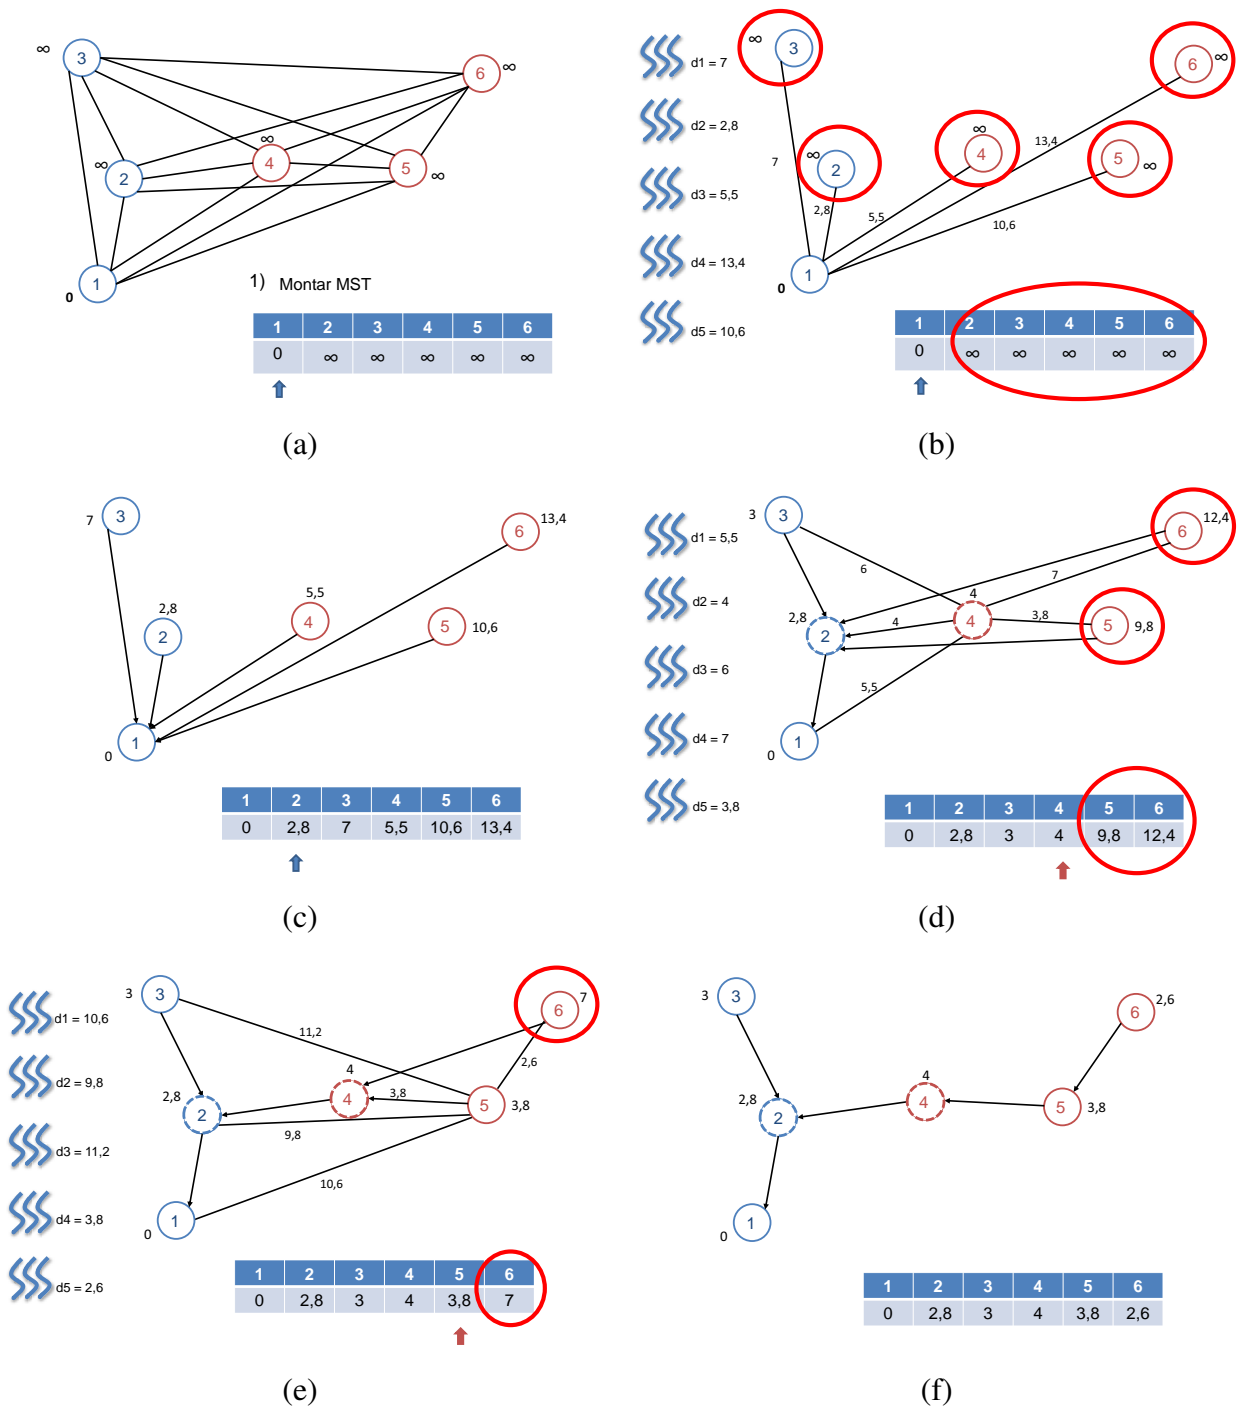 ∞
3
6
∞
∞
∞
4
5
∞
2
1
0
1) Montar MST
1 2 3 4 5 6
0 ∞ ∞ ∞ ∞ ∞
(a)
d1 = 7
d2 = 2,8
d3 = 5,5
d4 = 13,4
d5 = 10,6
∞
3
6
∞
∞
4
13,4
5
∞
7
∞
2
2,8
5,5
10,6
1
0
1 2 3 4 5 6
0 ∞ ∞ ∞ ∞ ∞
(b)
7
3
13,4
6
5,5
4
2,8
2
5
10,6
1
0
1 2 3 4 5 6
0 2,8 7 5,5 10,6 13,4
(c)
d1 = 5,5
d2 = 4
d3 = 6
d4 = 7
d5 = 3,8
3
3
12,4
6
6
7
4
4
3,8
5
9,8
2,8
2
4
5,5
1
0
1 2 3 4 5 6
0 2,8 3 4 9,8 12,4
(d)
d1 = 10,6
d2 = 9,8
d3 = 11,2
d4 = 3,8
d5 = 2,6
3
3
7
6
11,2
2,6
4
4
3,8
5
3,8
2,8
2
9,8
10,6
1
0
1 2 3 4 5 6
0 2,8 3 4 3,8 7
(e)
3
3
2,6
6
4
4
2,8
2
5
3,8
1
0
1 2 3 4 5 6
0 2,8 3 4 3,8 2,6
(f)